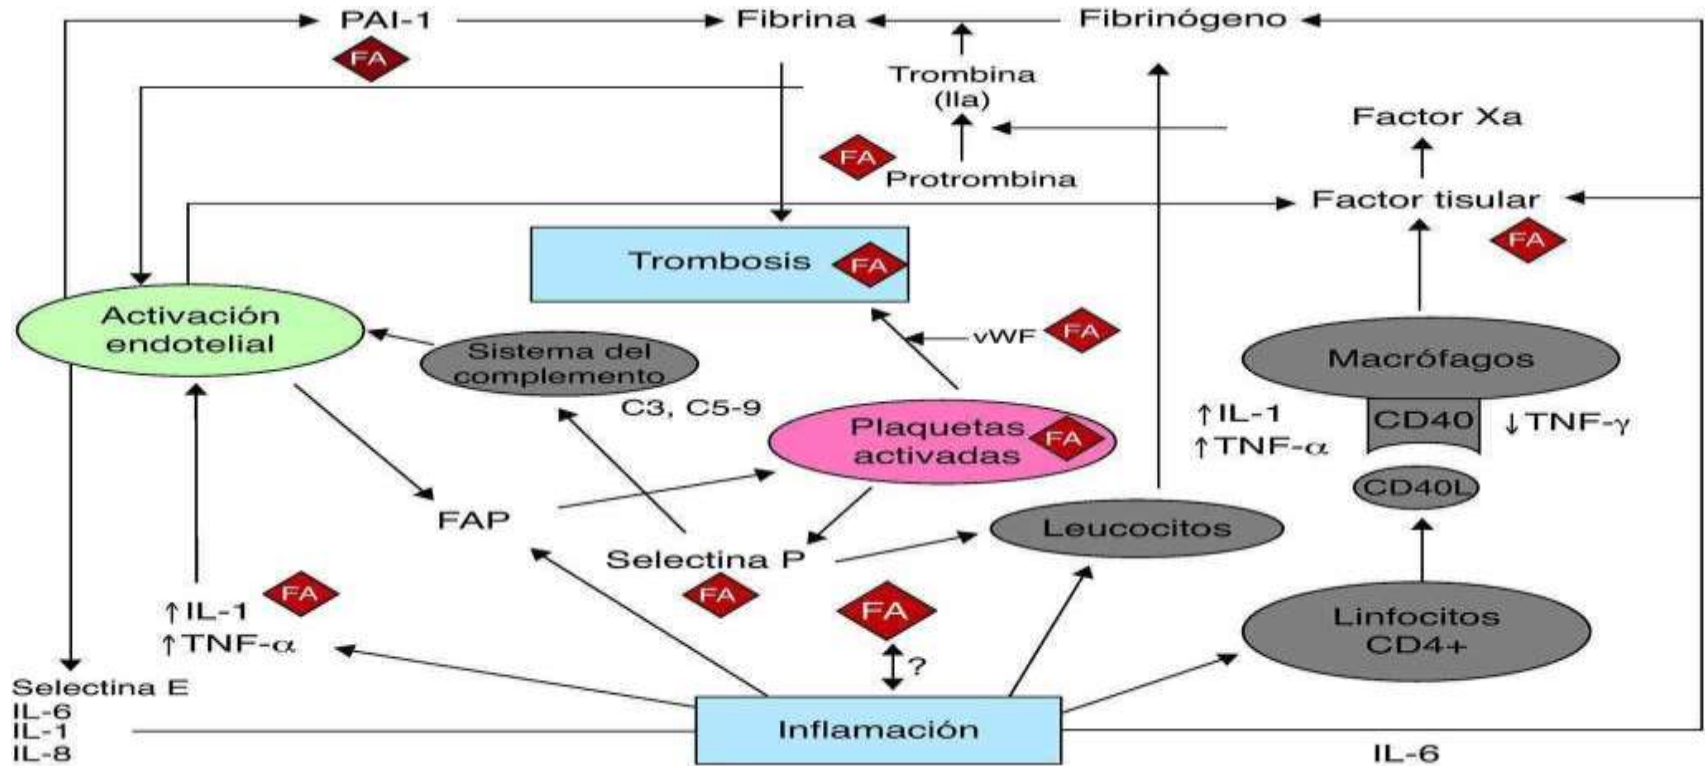 PAI-1
Fibrina
Fibrinógeno
FA
Trombina
(IIa)
Factor Xa
FA
Protrombina
Factor tisular
FA
Trombosis
FA
Activación
endotelial
Sistema del
complemento
vWF
FA
Macrófagos
C3, C5-9
↑IL-1
↑TNF-α
CD40
↓TNF-γ
Plaquetas
activadas
FA
CD40L
FAP
Leucocitos
Selectina P
FA
FA
?
↑IL-1
↑TNF-α
FA
Linfocitos
CD4+
Selectina E
IL-6
IL-1
IL-8
Inflamación
IL-6